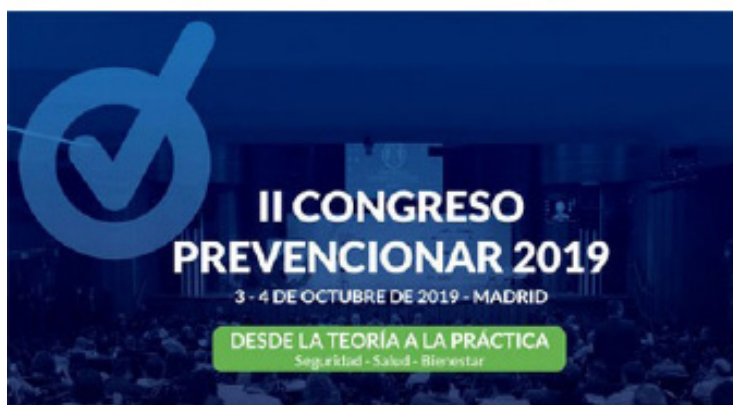 II CONGRESO
PREVENCIONAR 2019
3 - 4 DE OCTUBRE DE 2019 - MADRID
DESDE LA TEORÍA A LA PRÁCTICA
Seguridad - Salud - Bienestar